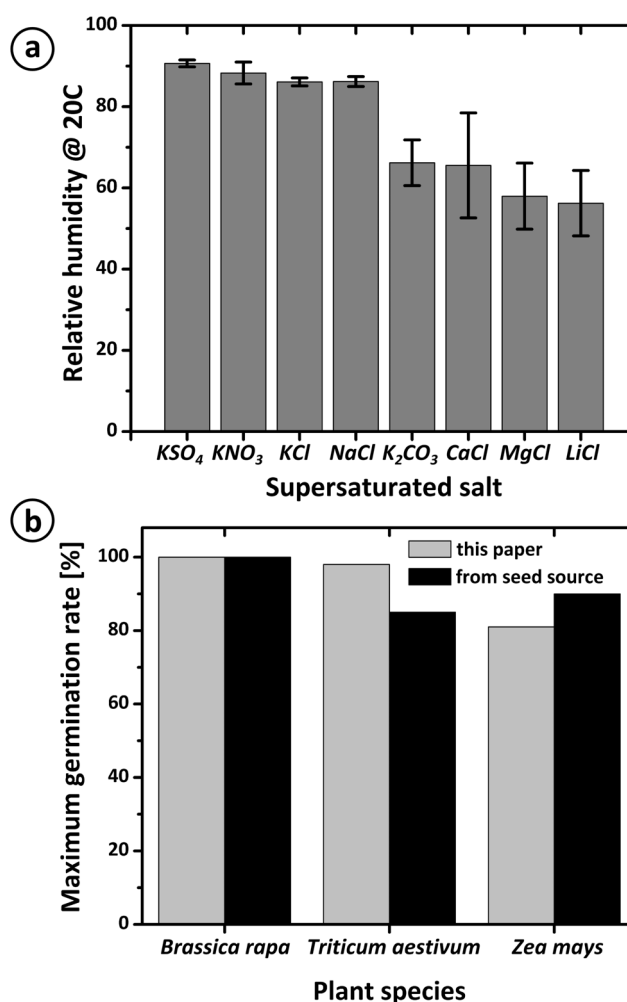 a
Relative humidity @ 20C
100
80
60
40
20
0
KSO₄ KNO₃ KCl NaCl K₂CO₃ CaCl MgCl LiCl
Supersaturated salt
b
Maximum germination rate [%]
100
80
60
40
20
0
this paper
from seed source
Brassica rapa Triticum aestivum Zea mays
Plant species